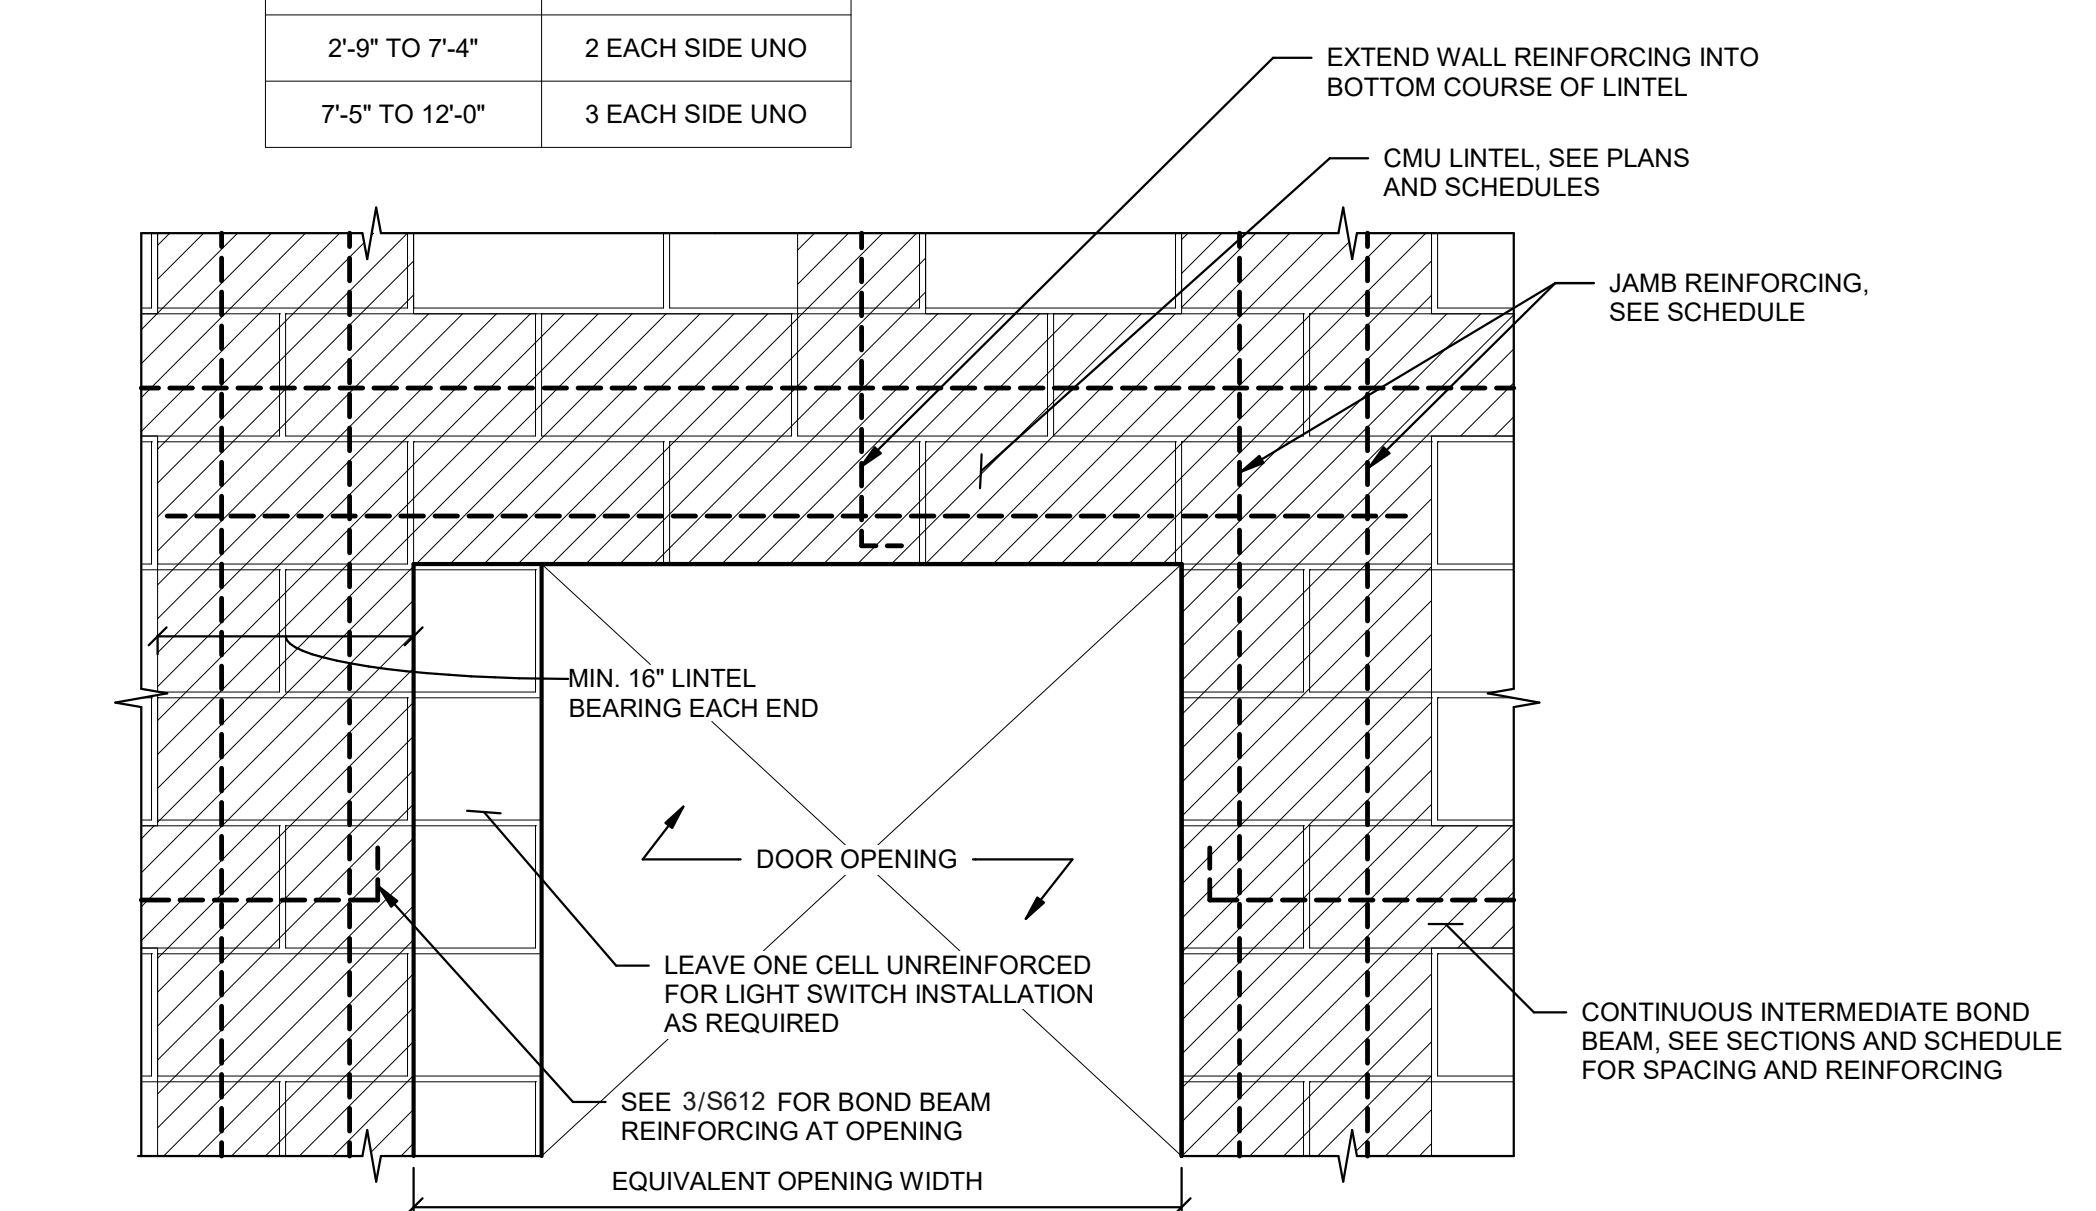 2'-9" TO 7'-4"
2 EACH SIDE UNO
7'-5" TO 12'-0"
3 EACH SIDE UNO
EXTEND WALL REINFORCING INTO
BOTTOM COURSE OF LINTEL
CMU LINTEL, SEE PLANS
AND SCHEDULES
JAMB REINFORCING,
SEE SCHEDULE
MIN. 16" LINTEL
BEARING EACH END
DOOR OPENING
LEAVE ONE CELL UNREINFORCED
FOR LIGHT SWITCH INSTALLATION
AS REQUIRED
CONTINUOUS INTERMEDIATE BOND
BEAM, SEE SECTIONS AND SCHEDULE
FOR SPACING AND REINFORCING
SEE 3/S612 FOR BOND BEAM
REINFORCING AT OPENING
EQUIVALENT OPENING WIDTH